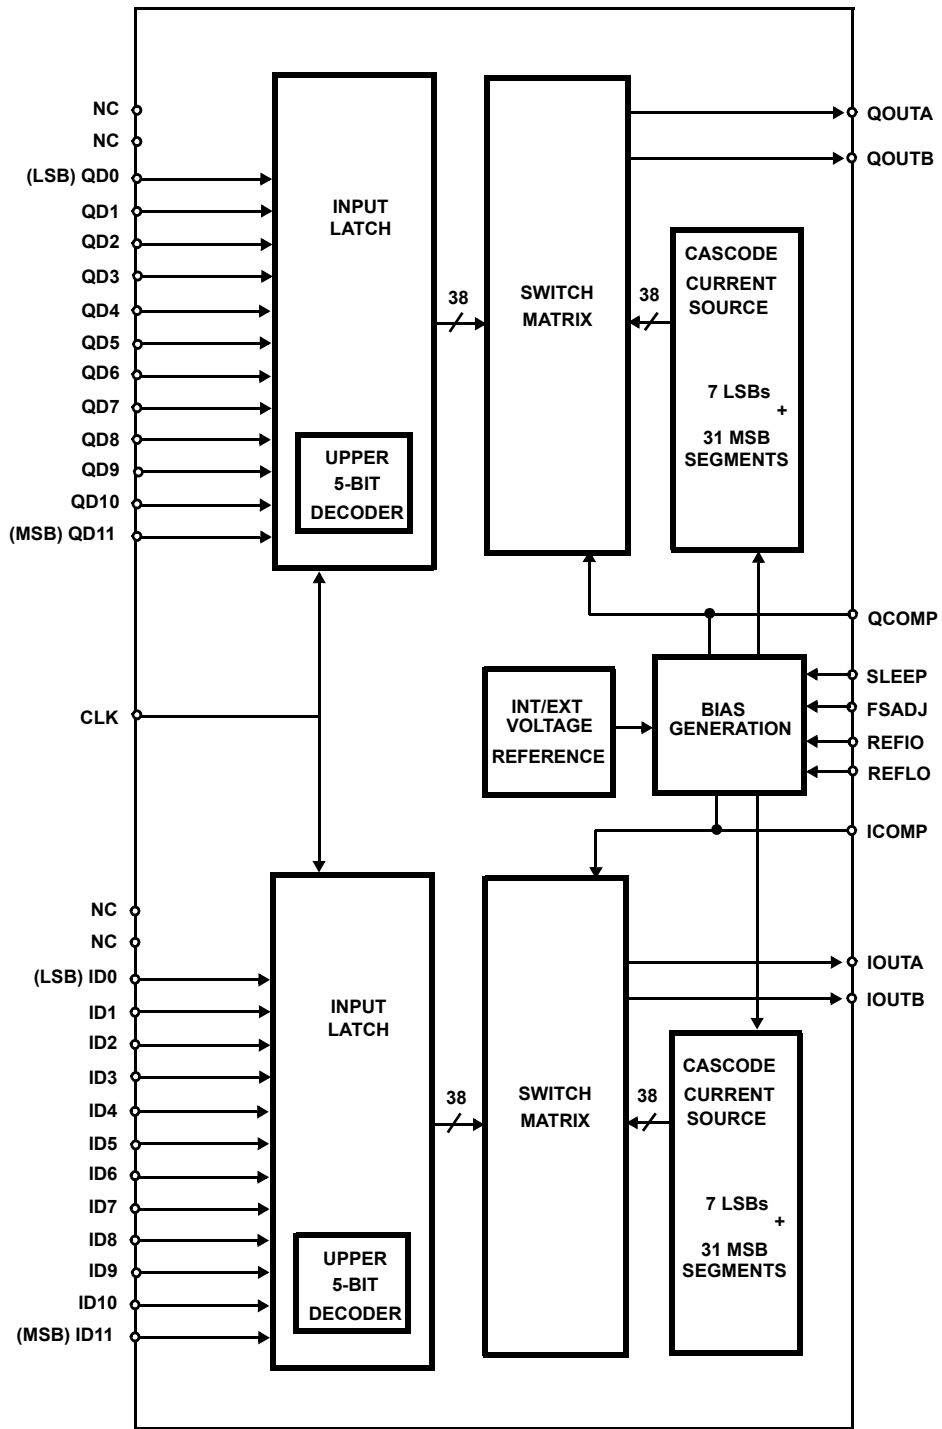 NC
NC
(LSB) QD0
QD1
QD2
QD3
QD4
QD5
QD6
QD7
QD8
QD9
QD10
(MSB) QD11
INPUT
LATCH
UPPER
5-BIT
DECODER
38
SWITCH
MATRIX
38
CASCODE
CURRENT
SOURCE
7 LSBs
+
31 MSB
SEGMENTS
QOUTA
QOUTB
QCOMP
CLK
INT/EXT
VOLTAGE
REFERENCE
BIAS
GENERATION
SLEEP
FSADJ
REFIO
REFLO
ICOMP
NC
NC
(LSB) ID0
ID1
ID2
ID3
ID4
ID5
ID6
ID7
ID8
ID9
ID10
(MSB) ID11
INPUT
LATCH
UPPER
5-BIT
DECODER
38
SWITCH
MATRIX
38
CASCODE
CURRENT
SOURCE
7 LSBs
+
31 MSB
SEGMENTS
IOUTA
IOUTB